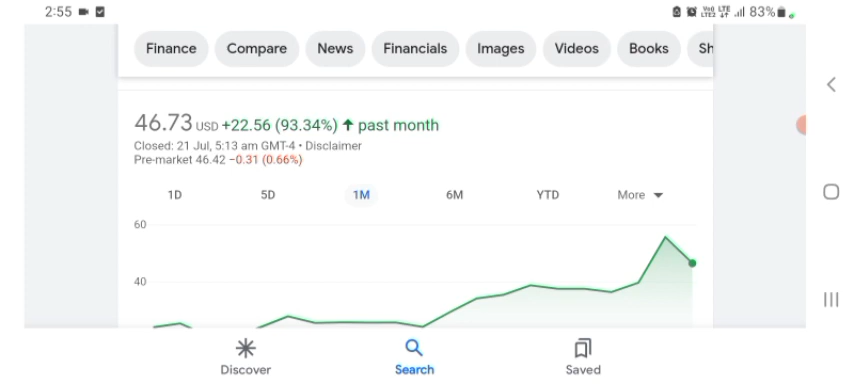 2:55 83%
Finance Compare News Financials Images Videos Books Sh
46.73 USD +22.56 (93.34%) ↑ past month
Closed: 21 Jul, 5:13 am GMT-4 • Disclaimer
Pre-market 46.42 −0.31 (0.66%)
1D 5D 1M 6M YTD More
60
40
Discover Search Saved